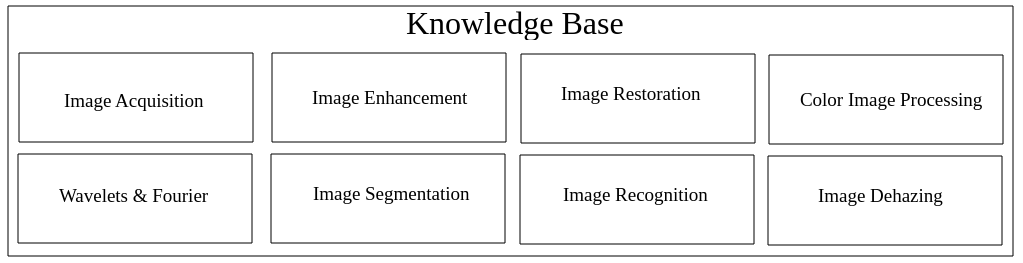 Knowledge Base
Image Acquisition
Image Enhancement
Image Restoration
Color Image Processing
Wavelets & Fourier
Image Segmentation
Image Recognition
Image Dehazing